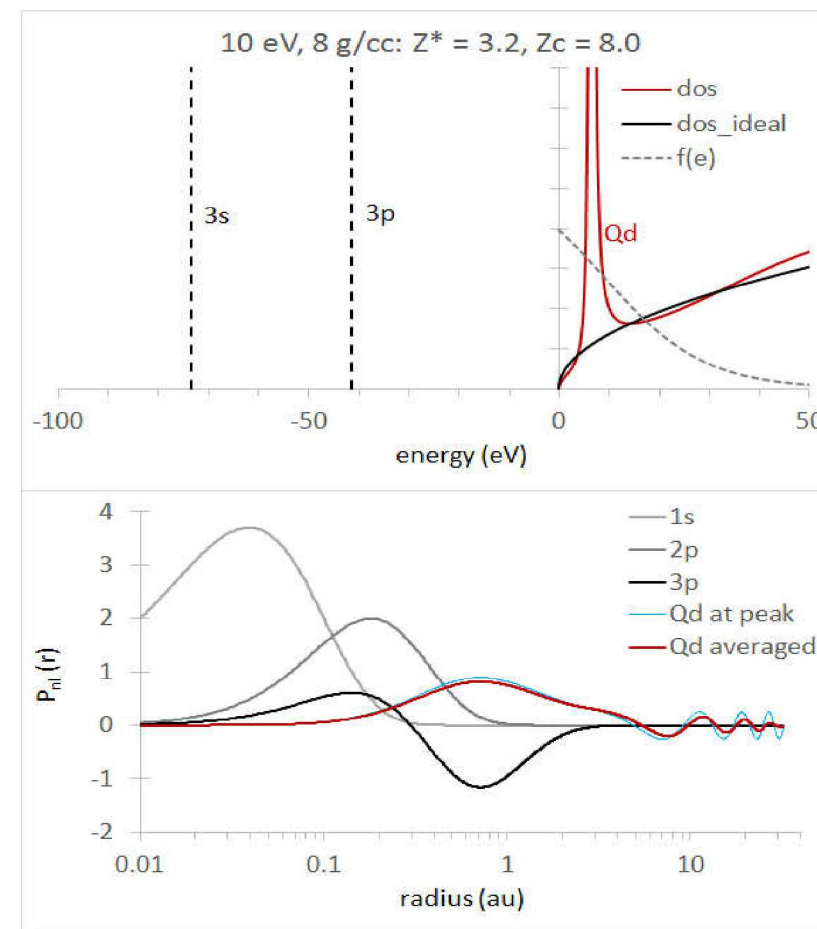 10 eV, 8 g/cc: Z* = 3.2, Zc = 8.0
dos
dos_ideal
f(e)
3s
3p
Qd
-100
-50
0
50
energy (eV)
4
3
2
1
0
-1
-2
1s
2p
3p
Qd at peak
Qd averaged
Pnl (r)
0.01
0.1
1
10
radius (au)